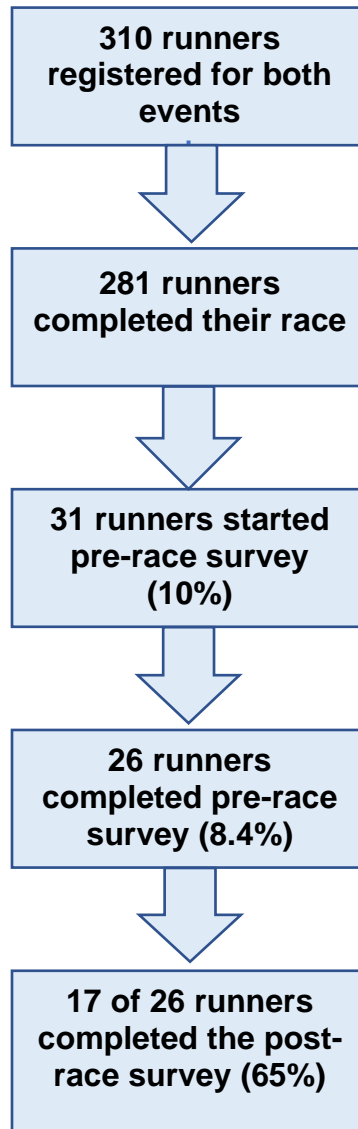 310 runners
registered for both
events
281 runners
completed their race
31 runners started
pre-race survey
(10%)
26 runners
completed pre-race
survey (8.4%)
17 of 26 runners
completed the post-
race survey (65%)